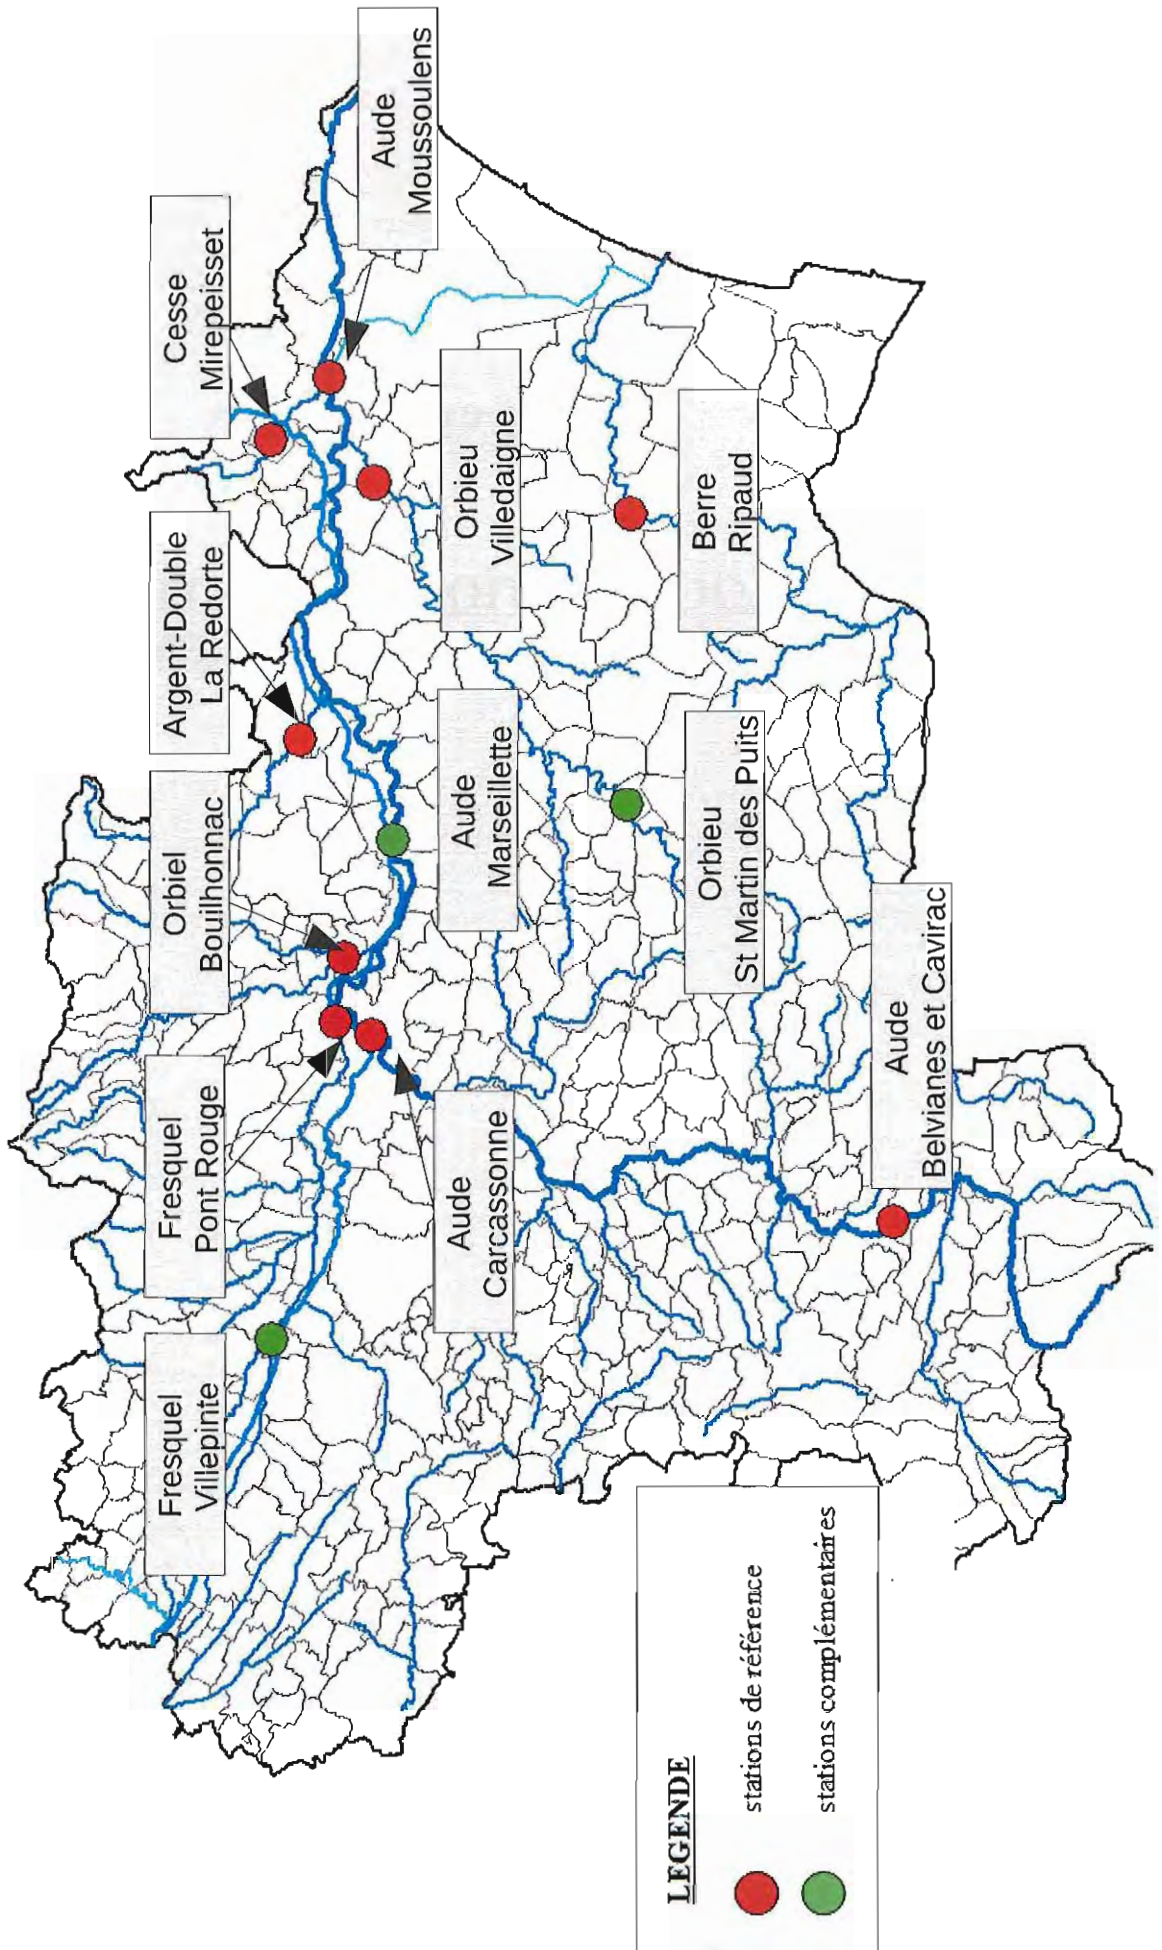 Fresquel
Villepinte
Fresquel
Pont Rouge
Orbiel
Bouilhonnac
Argent-Double
La Redorte
Cesse
Mirepeisset
Aude
Moussoulens
Aude
Carcassonne
Aude
Marseillette
Orbieu
Villedaigne
Orbieu
St Martin des Puits
Berre
Ripaud
Aude
Belvianes et Cavirac
LEGENDE
stations de référence
stations complémentaires